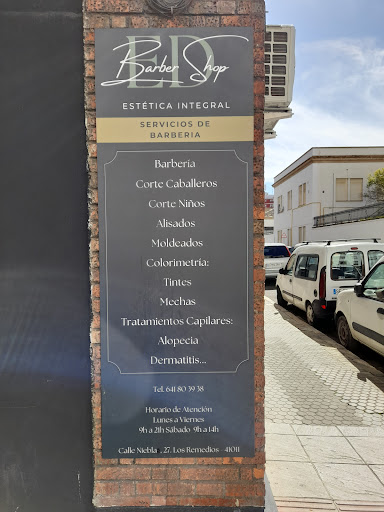 ED
Barber Shop
ESTÉTICA INTEGRAL
SERVICIOS DE
BARBERIA
Barbería
Corte Caballeros
Corte Niños
Alisados
Moldeados
Colorimetría:
Tintes
Mechas
Tratamientos Capilares:
Alopecia
Dermatitis...
Tel: 641 80 39 38
Horario de Atención
Lunes a Viernes
9h a 21h Sábado 9h a 14h
Calle Niebla , 27. Los Remedios - 41011